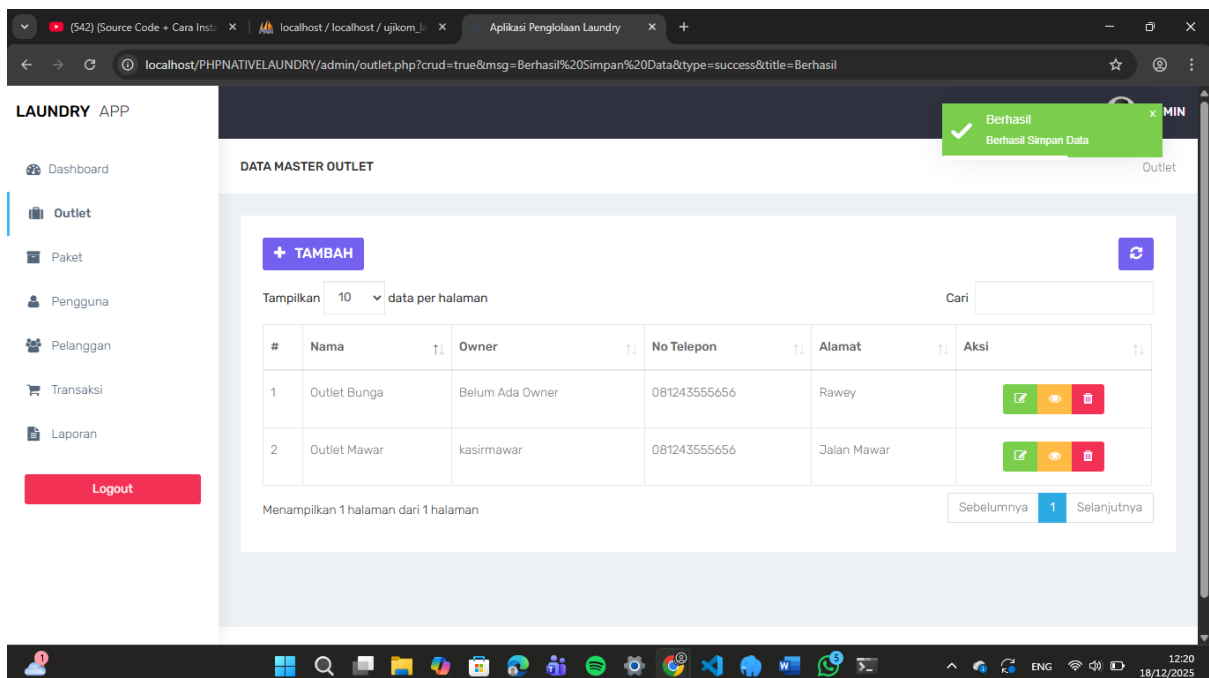 (542) (Source Code + Cara Insta
localhost / localhost / ujikom_la
Aplikasi Penglolaan Laundry
localhost/PHPNATIVELAUNDRY/admin/outlet.php?crud=true&msg=Berhasil%20Simpan%20Data&type=success&title=Berhasil
LAUNDRY APP
MIN
Berhasil
x
Berhasil Simpan Data
Dashboard
DATA MASTER OUTLET
Outlet
Outlet
Paket
Pengguna
Pelanggan
Transaksi
Laporan
Logout
+ TAMBAH
Tampilkan 10 data per halaman
Cari
# Nama Owner No Telepon Alamat Aksi
1 Outlet Bunga Belum Ada Owner 081243555656 Rawey
2 Outlet Mawar kasirmawar 081243555656 Jalan Mawar
Menampilkan 1 halaman dari 1 halaman
Sebelumnya 1 Selanjutnya
1
5
ENG
12:20
18/12/2025